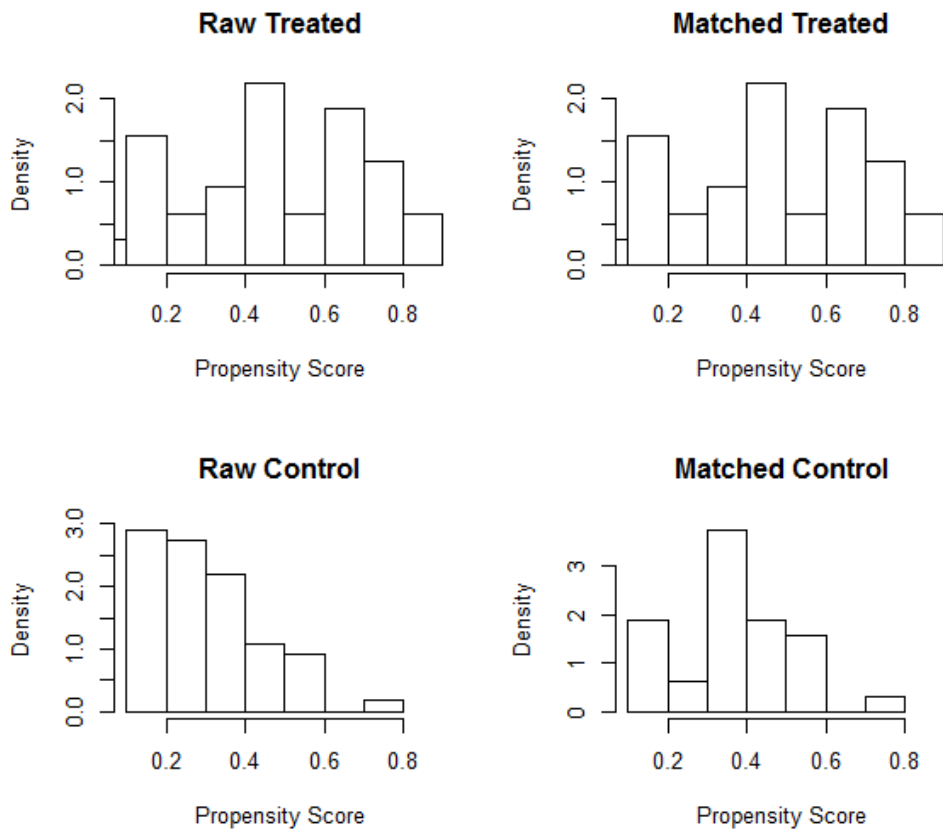 Raw Treated
Density
0.0 1.0 2.0
0.2 0.4 0.6 0.8
Propensity Score
Matched Treated
Density
0.0 1.0 2.0
0.2 0.4 0.6 0.8
Propensity Score
Raw Control
Density
0.0 1.0 2.0 3.0
0.2 0.4 0.6 0.8
Propensity Score
Matched Control
Density
0 1 2 3
0.2 0.4 0.6 0.8
Propensity Score